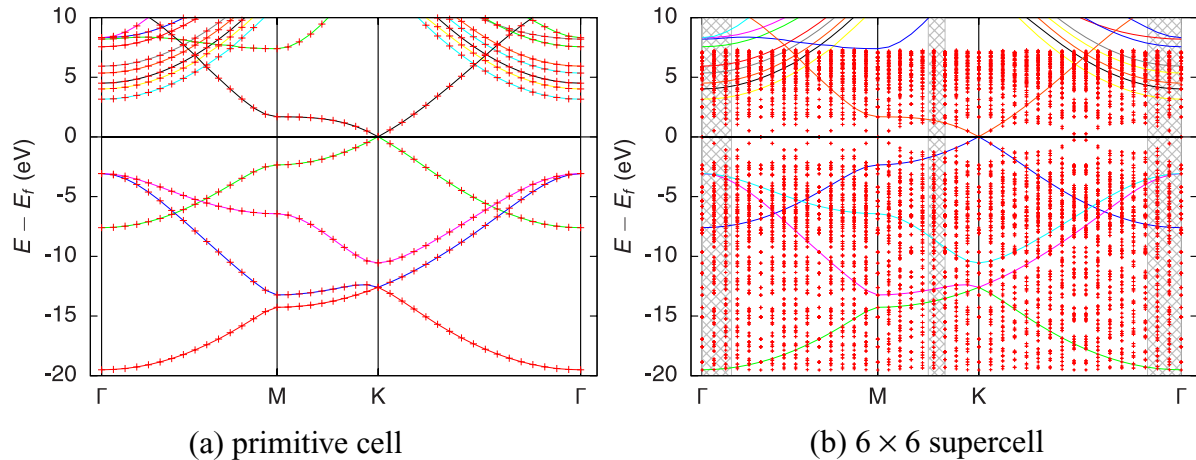 10
5
0
-5
-10
-15
-20
E − E_f (eV)
Γ M K Γ
(a) primitive cell
10
5
0
-5
-10
-15
-20
E − E_f (eV)
Γ M K Γ
(b) 6 × 6 supercell